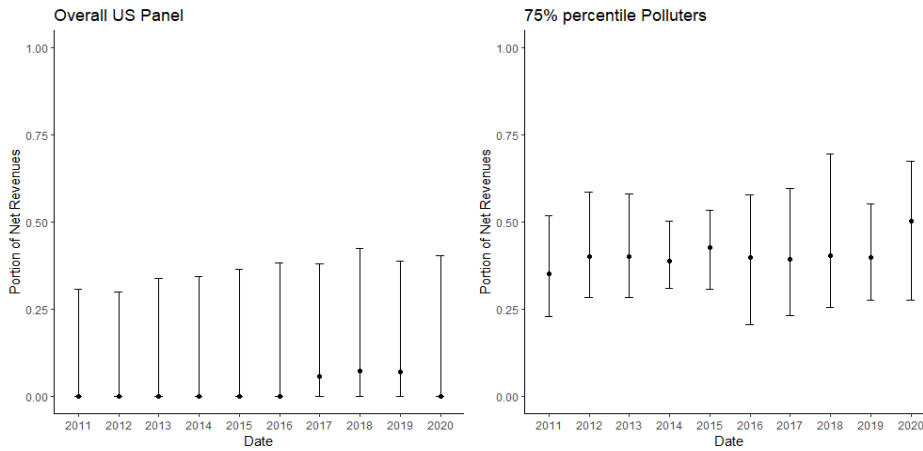 Overall US Panel
1.00
0.75
0.50
0.25
0.00
Portion of Net Revenues
2011 2012 2013 2014 2015 2016 2017 2018 2019 2020
Date
75% percentile Polluters
1.00
0.75
0.50
0.25
0.00
Portion of Net Revenues
2011 2012 2013 2014 2015 2016 2017 2018 2019 2020
Date